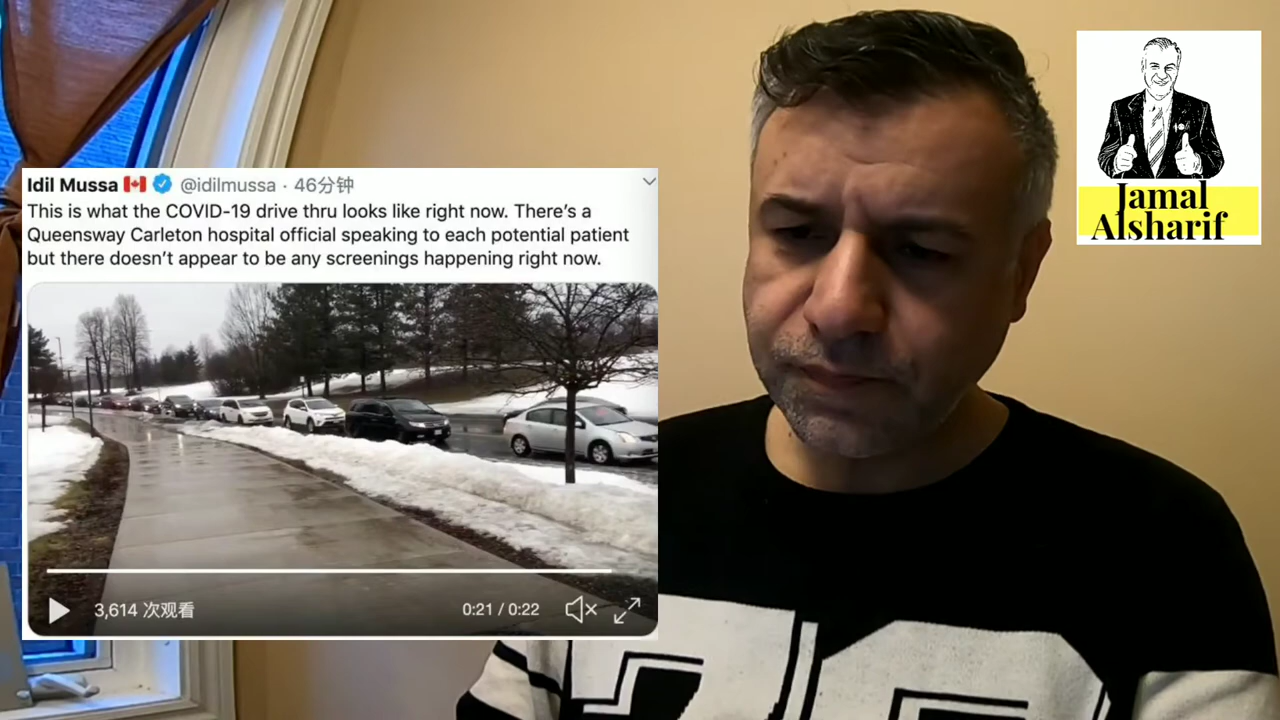 Idil Mussa 🇨🇦 @idilmussa · 46分钟
This is what the COVID-19 drive thru looks like right now. There's a
Queensway Carleton hospital official speaking to each potential patient
but there doesn't appear to be any screenings happening right now.
3,614 次观看
0:21 / 0:22
Jamal
Alsharif
70